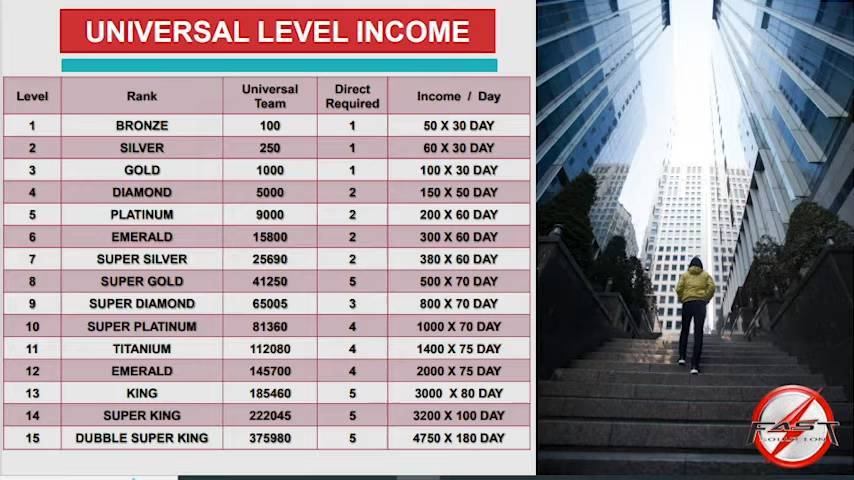 UNIVERSAL LEVEL INCOME
Level Rank Universal Team Direct Required Income / Day
1 BRONZE 100 1 50 X 30 DAY
2 SILVER 250 1 60 X 30 DAY
3 GOLD 1000 1 100 X 30 DAY
4 DIAMOND 5000 2 150 X 50 DAY
5 PLATINUM 9000 2 200 X 60 DAY
6 EMERALD 15800 2 300 X 60 DAY
7 SUPER SILVER 25690 2 380 X 60 DAY
8 SUPER GOLD 41250 5 500 X 70 DAY
9 SUPER DIAMOND 65005 3 800 X 70 DAY
10 SUPER PLATINUM 81360 4 1000 X 70 DAY
11 TITANIUM 112080 4 1400 X 75 DAY
12 EMERALD 145700 4 2000 X 75 DAY
13 KING 185460 5 3000 X 80 DAY
14 SUPER KING 222045 5 3200 X 100 DAY
15 DUBBLE SUPER KING 375980 5 4750 X 180 DAY
FAST
SOLUTION